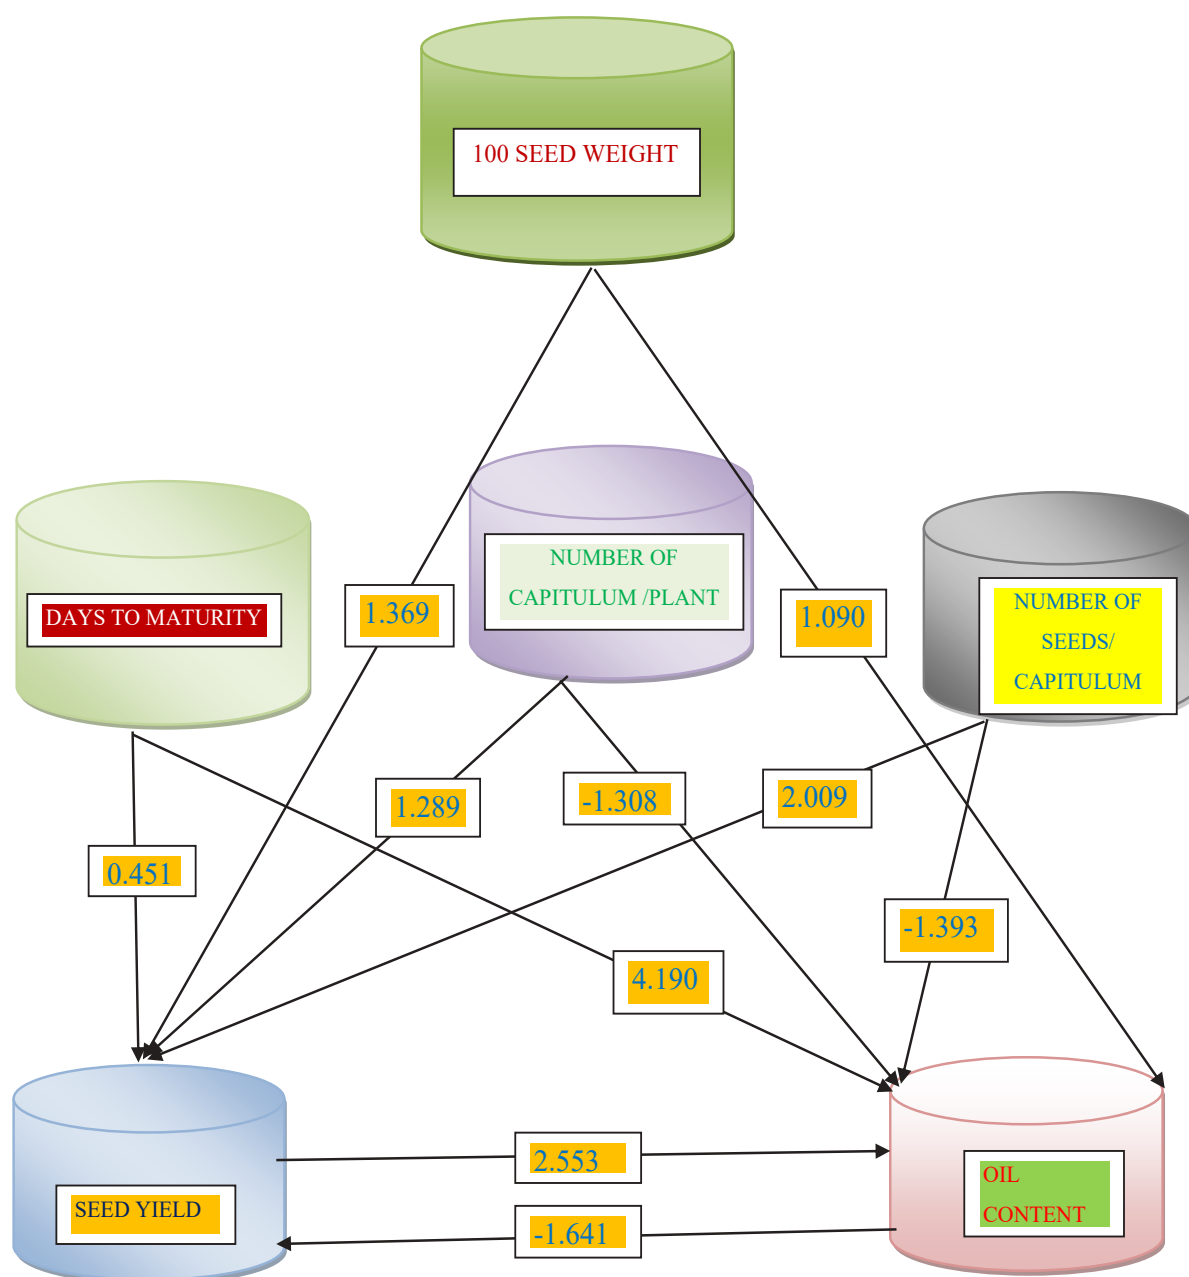 100 SEED WEIGHT
NUMBER OF
CAPITULUM /PLANT
DAYS TO MATURITY
NUMBER OF
SEEDS/
CAPITULUM
1.369
1.090
1.289
-1.308
2.009
0.451
-1.393
4.190
2.553
-1.641
SEED YIELD
OIL
CONTENT